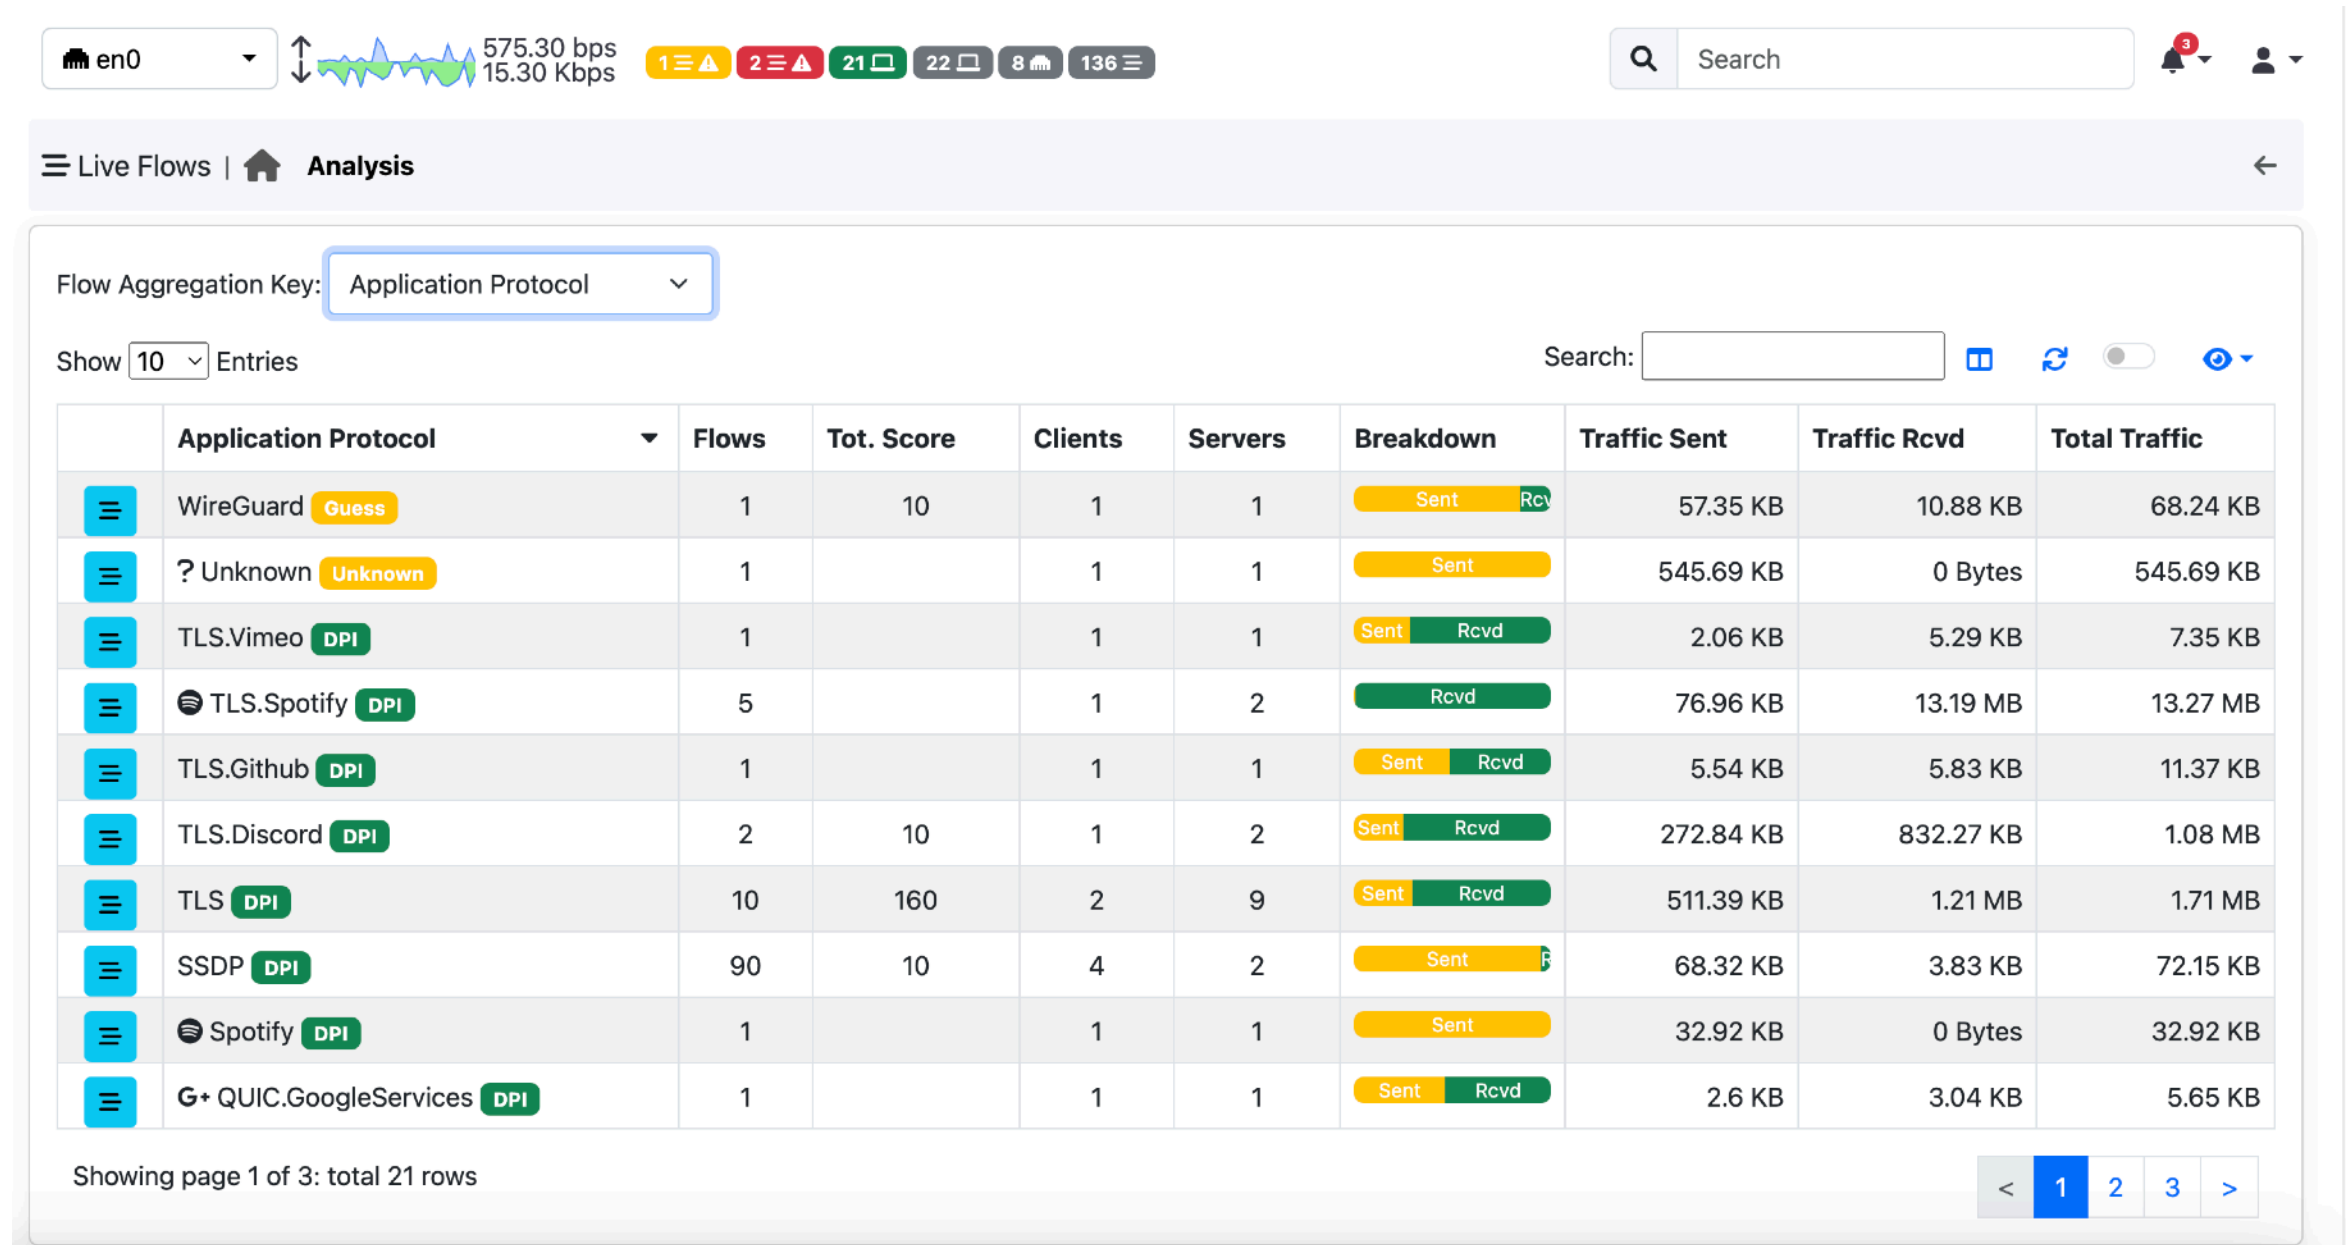 en0
575.30 bps
15.30 Kbps
1
2
21
22
8
136
Search
3
Live Flows | Analysis
Flow Aggregation Key: Application Protocol
Show 10 Entries
Search:
Application Protocol Flows Tot. Score Clients Servers Breakdown Traffic Sent Traffic Rcvd Total Traffic
WireGuard Guess 1 10 1 1 Sent Rcv 57.35 KB 10.88 KB 68.24 KB
? Unknown Unknown 1 1 1 Sent 545.69 KB 0 Bytes 545.69 KB
TLS.Vimeo DPI 1 1 1 Sent Rcvd 2.06 KB 5.29 KB 7.35 KB
TLS.Spotify DPI 5 1 2 Rcvd 76.96 KB 13.19 MB 13.27 MB
TLS.Github DPI 1 1 1 Sent Rcvd 5.54 KB 5.83 KB 11.37 KB
TLS.Discord DPI 2 10 1 2 Sent Rcvd 272.84 KB 832.27 KB 1.08 MB
TLS DPI 10 160 2 9 Sent Rcvd 511.39 KB 1.21 MB 1.71 MB
SSDP DPI 90 10 4 2 Sent R 68.32 KB 3.83 KB 72.15 KB
Spotify DPI 1 1 1 Sent 32.92 KB 0 Bytes 32.92 KB
G+ QUIC.GoogleServices DPI 1 1 1 Sent Rcvd 2.6 KB 3.04 KB 5.65 KB
Showing page 1 of 3: total 21 rows
< 1 2 3 >